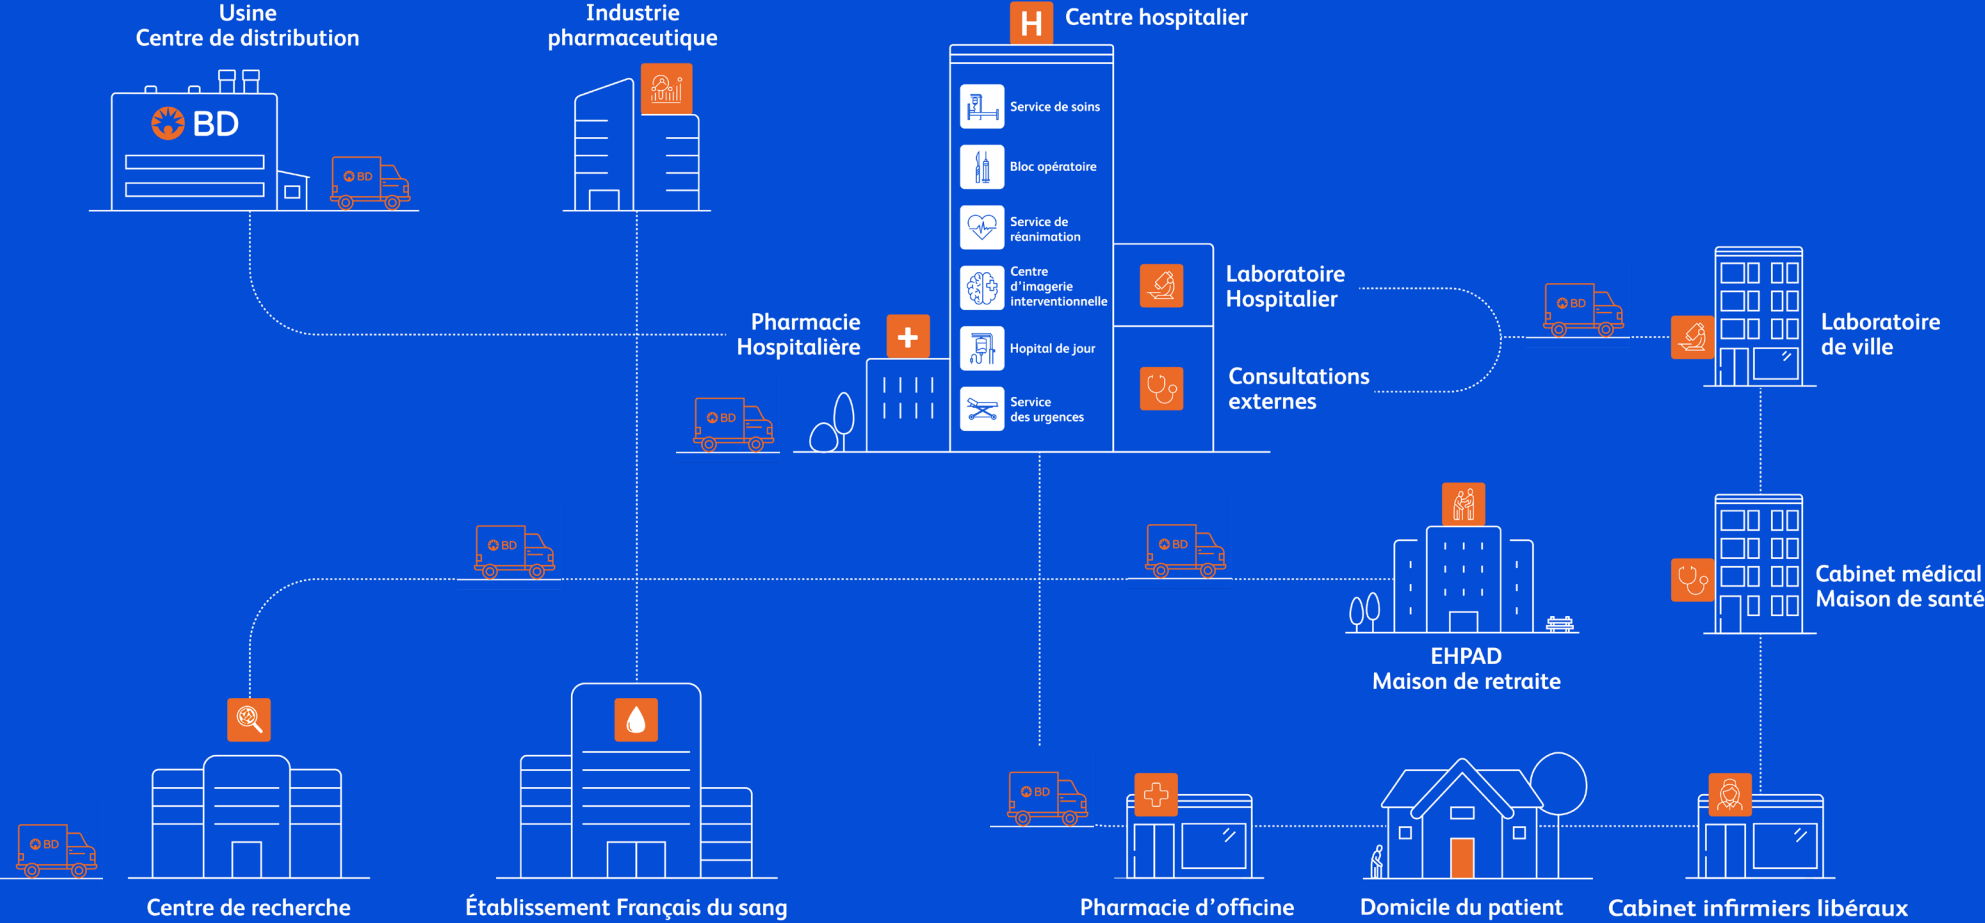 Usine
Centre de distribution
BD
BD
Industrie
pharmaceutique
H
Centre hospitalier
Service de soins
Bloc opératoire
Service de
réanimation
Centre
d'imagerie
interventionnelle
Hopital de jour
Service
des urgences
Pharmacie
Hospitalière
BD
Laboratoire
Hospitalier
Consultations
externes
BD
Laboratoire
de ville
BD
BD
EHPAD
Maison de retraite
Cabinet médical
Maison de santé
BD
Centre de recherche
Établissement Français du sang
BD
Pharmacie d'officine
Domicile du patient
Cabinet infirmiers libéraux